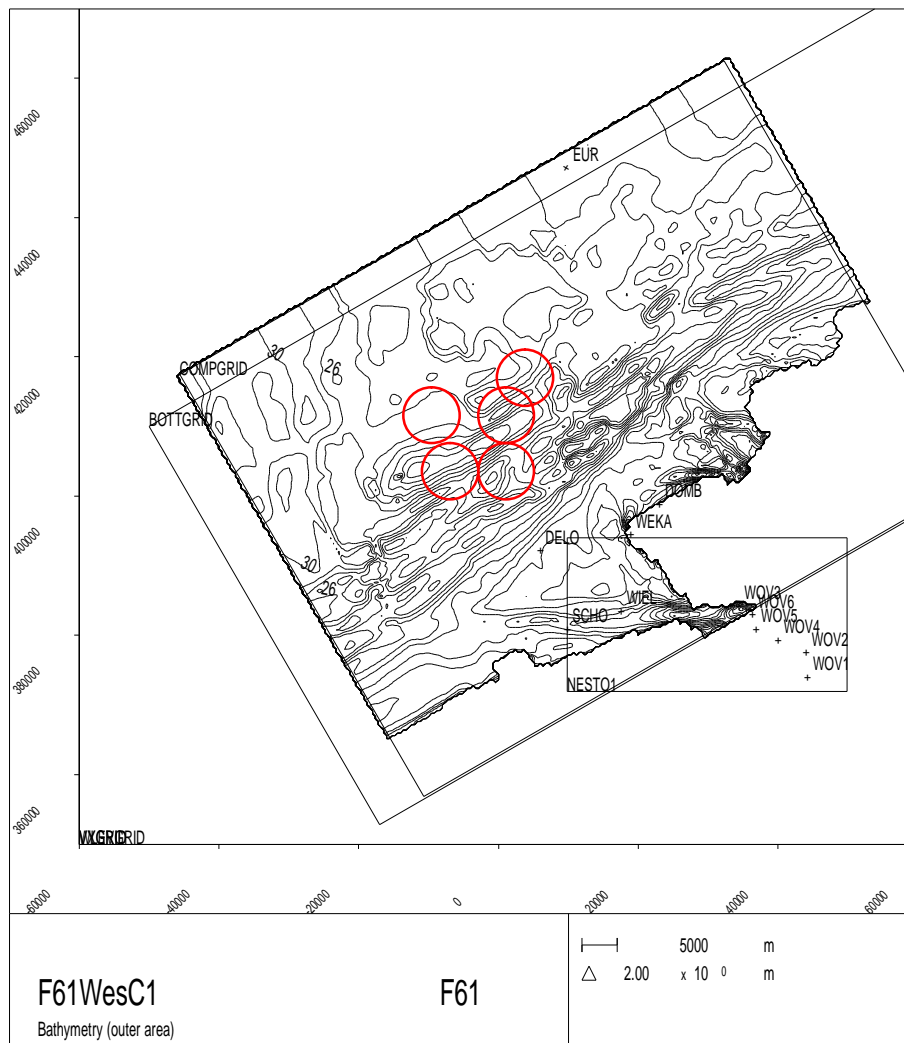 460000
EUR
440000
30
26
COMPGRID
420000
BOTTGRID
DOMB
WEKA
400000
DELO
30
26
WIEL
SCHO
WOV3
WOV6
WOV5
WOV4
WOV2
WOV1
380000
NESTO1
360000
-60000
-40000
-20000
0
20000
40000
60000
5000 m
2.00 x 10 0 m
F61WesC1 F61
Bathymetry (outer area)